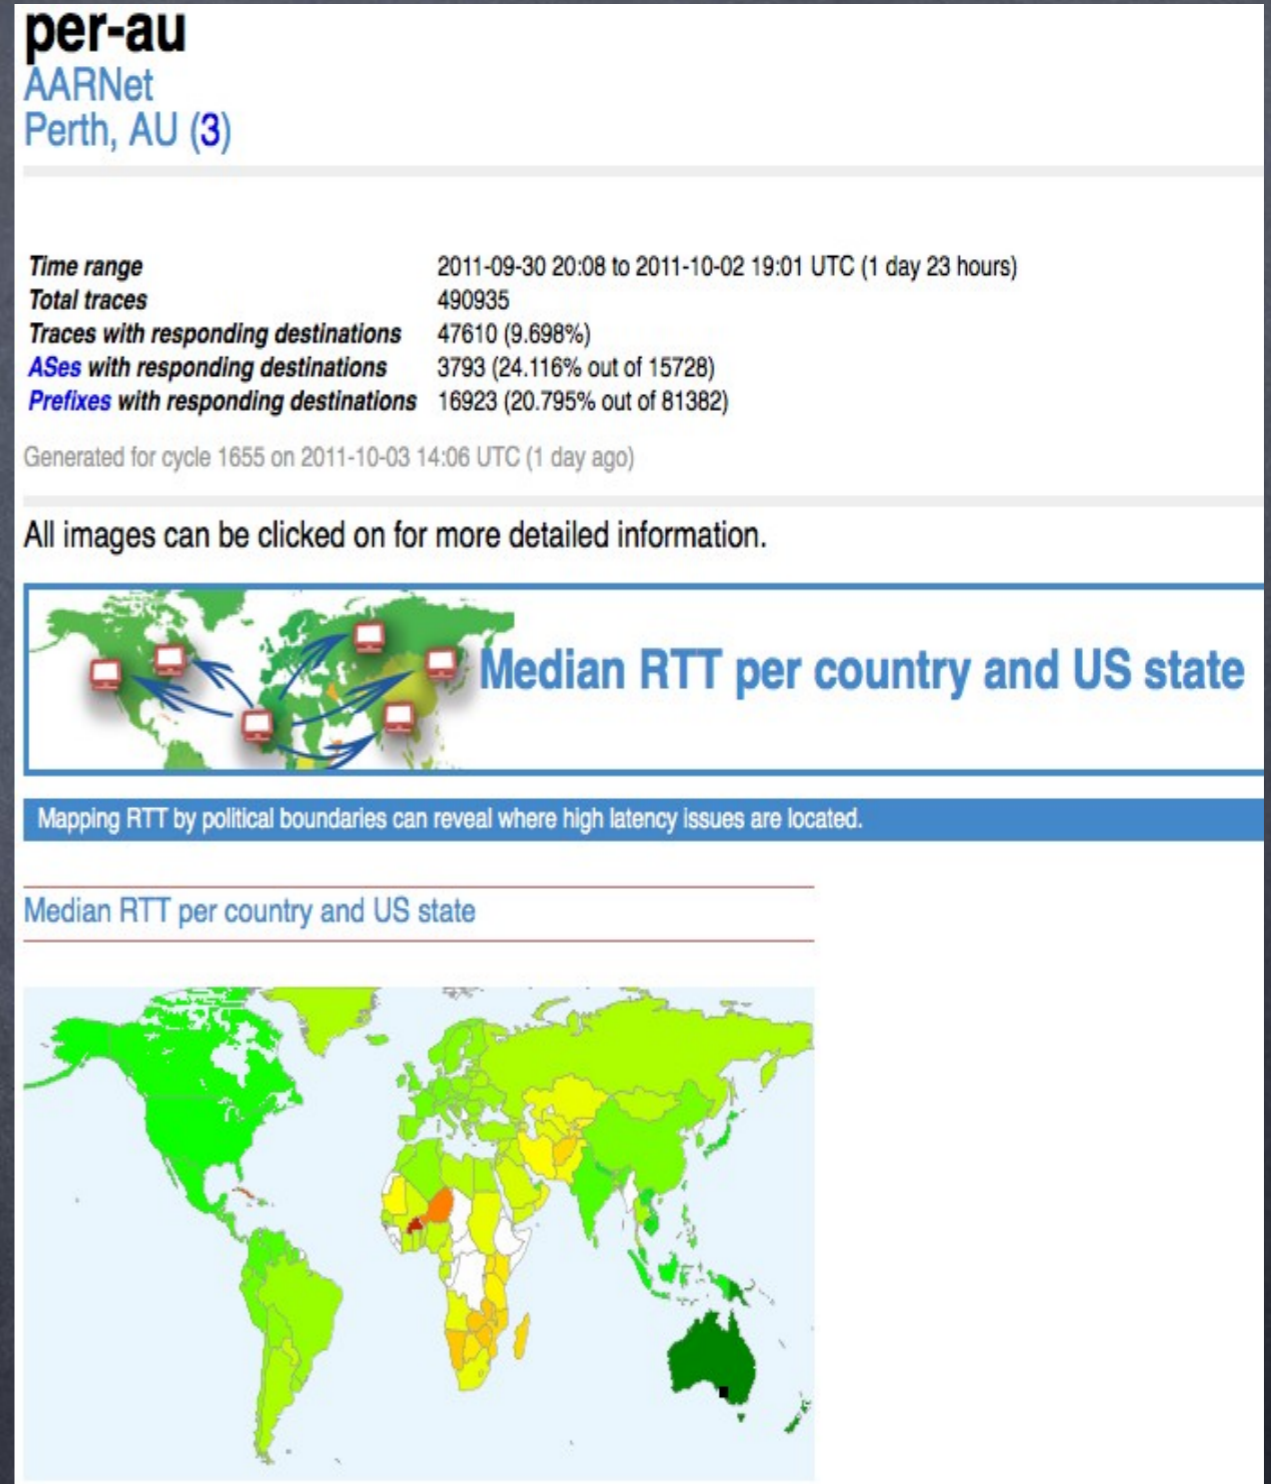 per-au
AARNet
Perth, AU (3)
Time range 2011-09-30 20:08 to 2011-10-02 19:01 UTC (1 day 23 hours)
Total traces 490935
Traces with responding destinations 47610 (9.698%)
ASes with responding destinations 3793 (24.116% out of 15728)
Prefixes with responding destinations 16923 (20.795% out of 81382)
Generated for cycle 1655 on 2011-10-03 14:06 UTC (1 day ago)
All images can be clicked on for more detailed information.
Median RTT per country and US state
Mapping RTT by political boundaries can reveal where high latency issues are located.
Median RTT per country and US state